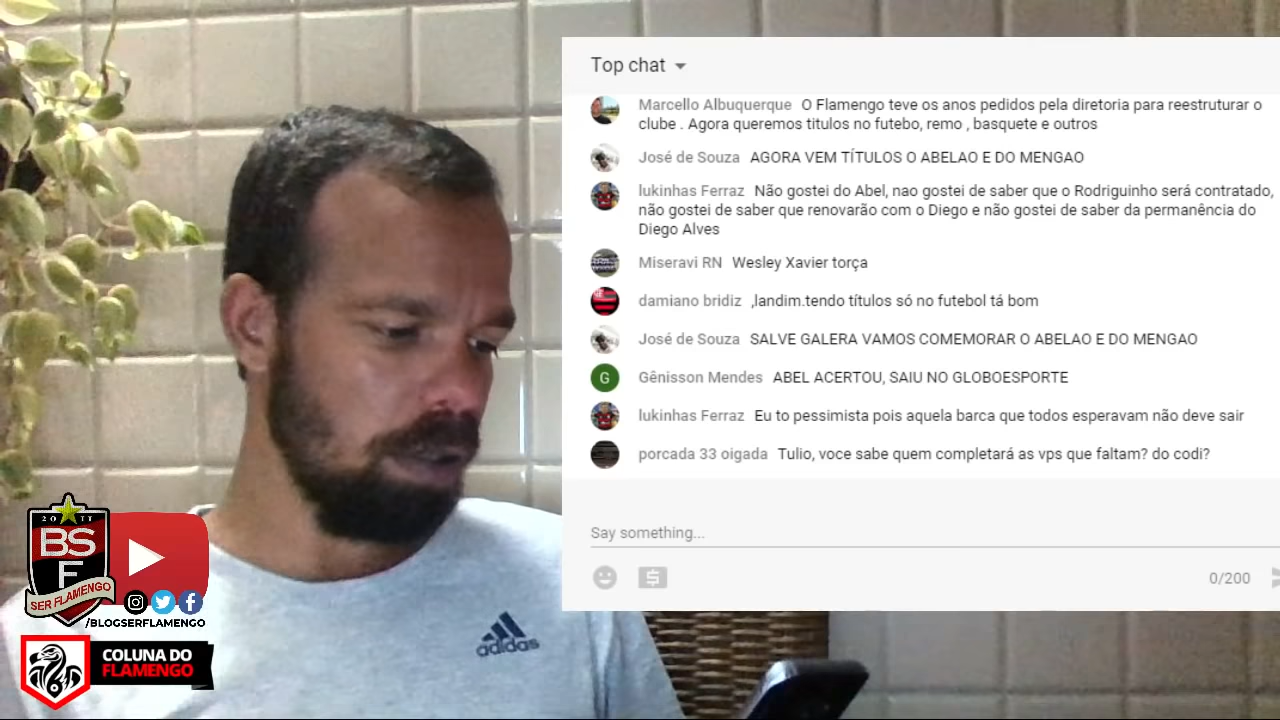 Top chat
Marcello Albuquerque O Flamengo teve os anos pedidos pela diretoria para reestruturar o
clube . Agora queremos titulos no futebo, remo , basquete e outros
José de Souza AGORA VEM TÍTULOS O ABELAO E DO MENGAO
lukinhas Ferraz Não gostei do Abel, nao gostei de saber que o Rodriguinho será contratado,
não gostei de saber que renovarão com o Diego e não gostei de saber da permanência do
Diego Alves
Miseravi RN Wesley Xavier torça
damiano bridiz ,landim.tendo títulos só no futebol tá bom
José de Souza SALVE GALERA VAMOS COMEMORAR O ABELAO E DO MENGAO
G
Gênisson Mendes ABEL ACERTOU, SAIU NO GLOBOESPORTE
lukinhas Ferraz Eu to pessimista pois aquela barca que todos esperavam não deve sair
porcada 33 oigada Tulio, voce sabe quem completará as vps que faltam? do codi?
Say something...
0/200
20 11
BS
F
SER FLAMENGO
/BLOGSERFLAMENGO
COLUNA DO
FLAMENGO
adidas